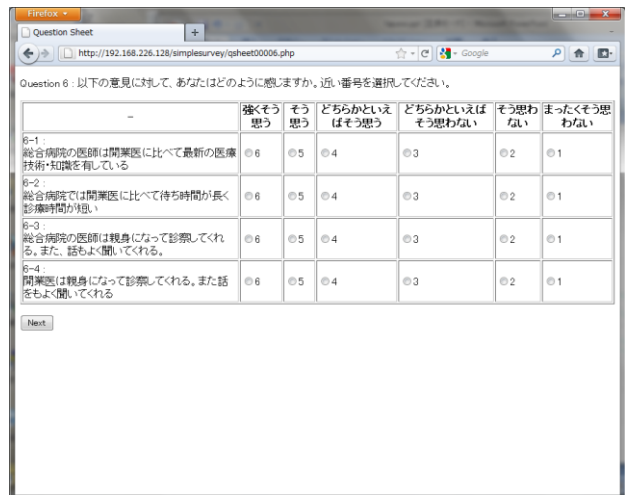 Firefox
Question Sheet
http://192.168.226.128/simplesurvey/qsheet00006.php
Google
Question 6 : 以下の意見に対して、あなたはどのように感じますか。近い番号を選択してください。
– 強くそう思う そう思う どちらかといえばそう思う どちらかといえばそう思わない そう思わない まったくそう思わない
6-1 :
総合病院の医師は開業医に比べて最新の医療
技術・知識を有している 6 5 4 3 2 1
6-2 :
総合病院では開業医に比べて待ち時間が長く
診療時間が短い 6 5 4 3 2 1
6-3 :
総合病院の医師は親身になって診察してくれ
る。また、話もよく聞いてくれる。 6 5 4 3 2 1
6-4 :
開業医は親身になって診察してくれる。また話
をもよく聞いてくれる 6 5 4 3 2 1
Next